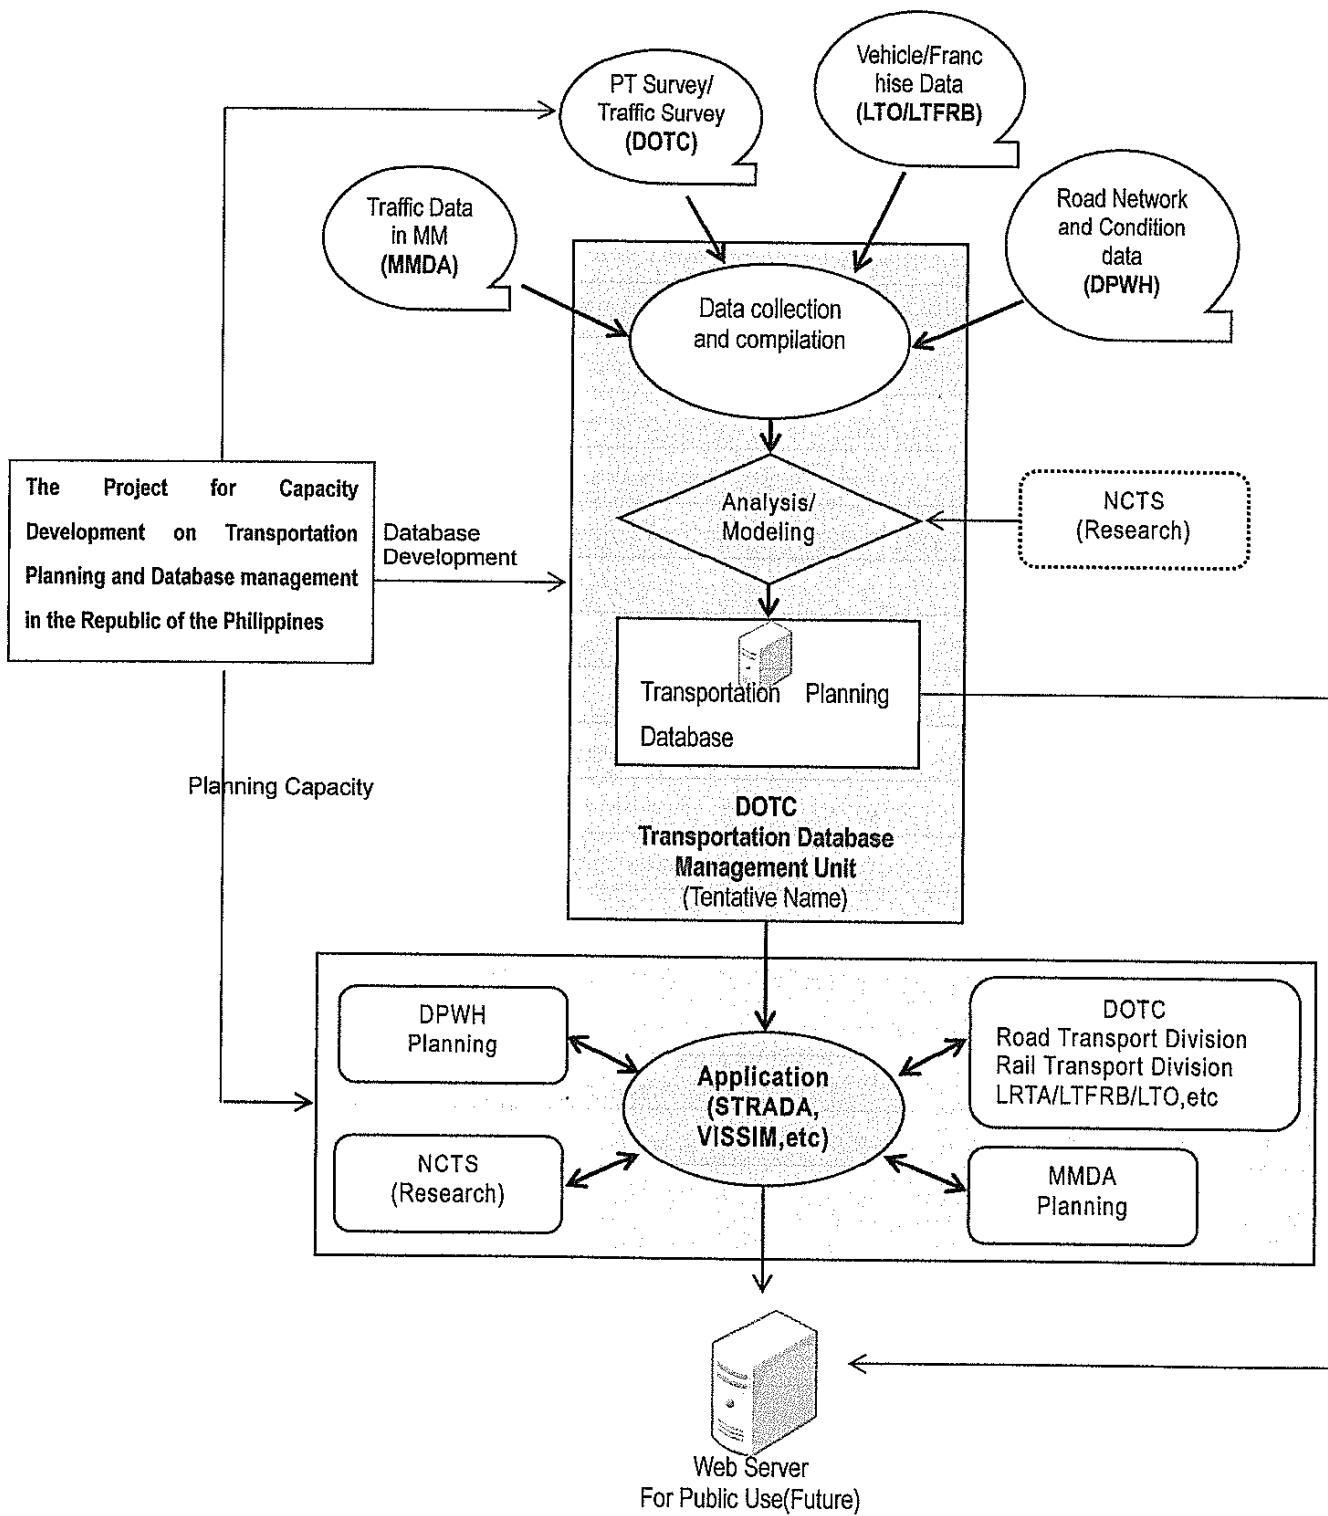 PT Survey/
Traffic Survey
(DOTC)
Vehicle/Franc
hise Data
(LTO/LTFRB)
Traffic Data
in MM
(MMDA)
Road Network
and Condition
data
(DPWH)
Data collection
and compilation
The Project for Capacity
Development on Transportation
Planning and Database management
in the Republic of the Philippines
Database
Development
Analysis/
Modeling
NCTS
(Research)
Transportation Planning
Database
Planning Capacity
DOTC
Transportation Database
Management Unit
(Tentative Name)
DPWH
Planning
DOTC
Road Transport Division
Rail Transport Division
LRTA/LTFRB/LTO,etc
Application
(STRADA,
VISSIM,etc)
NCTS
(Research)
MMDA
Planning
Web Server
For Public Use(Future)